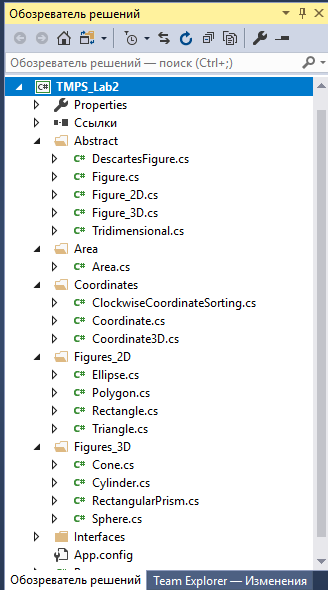 Обозреватель решений
Обозреватель решений — поиск (Ctrl+;)
C# TMPS_Lab2
Properties
Ссылки
Abstract
C# DescartesFigure.cs
C# Figure.cs
C# Figure_2D.cs
C# Figure_3D.cs
C# Tridimensional.cs
Area
C# Area.cs
Coordinates
C# ClockwiseCoordinateSorting.cs
C# Coordinate.cs
C# Coordinate3D.cs
Figures_2D
C# Ellipse.cs
C# Polygon.cs
C# Rectangle.cs
C# Triangle.cs
Figures_3D
C# Cone.cs
C# Cylinder.cs
C# RectangularPrism.cs
C# Sphere.cs
Interfaces
App.config
Обозреватель решений Team Explorer — Изменения